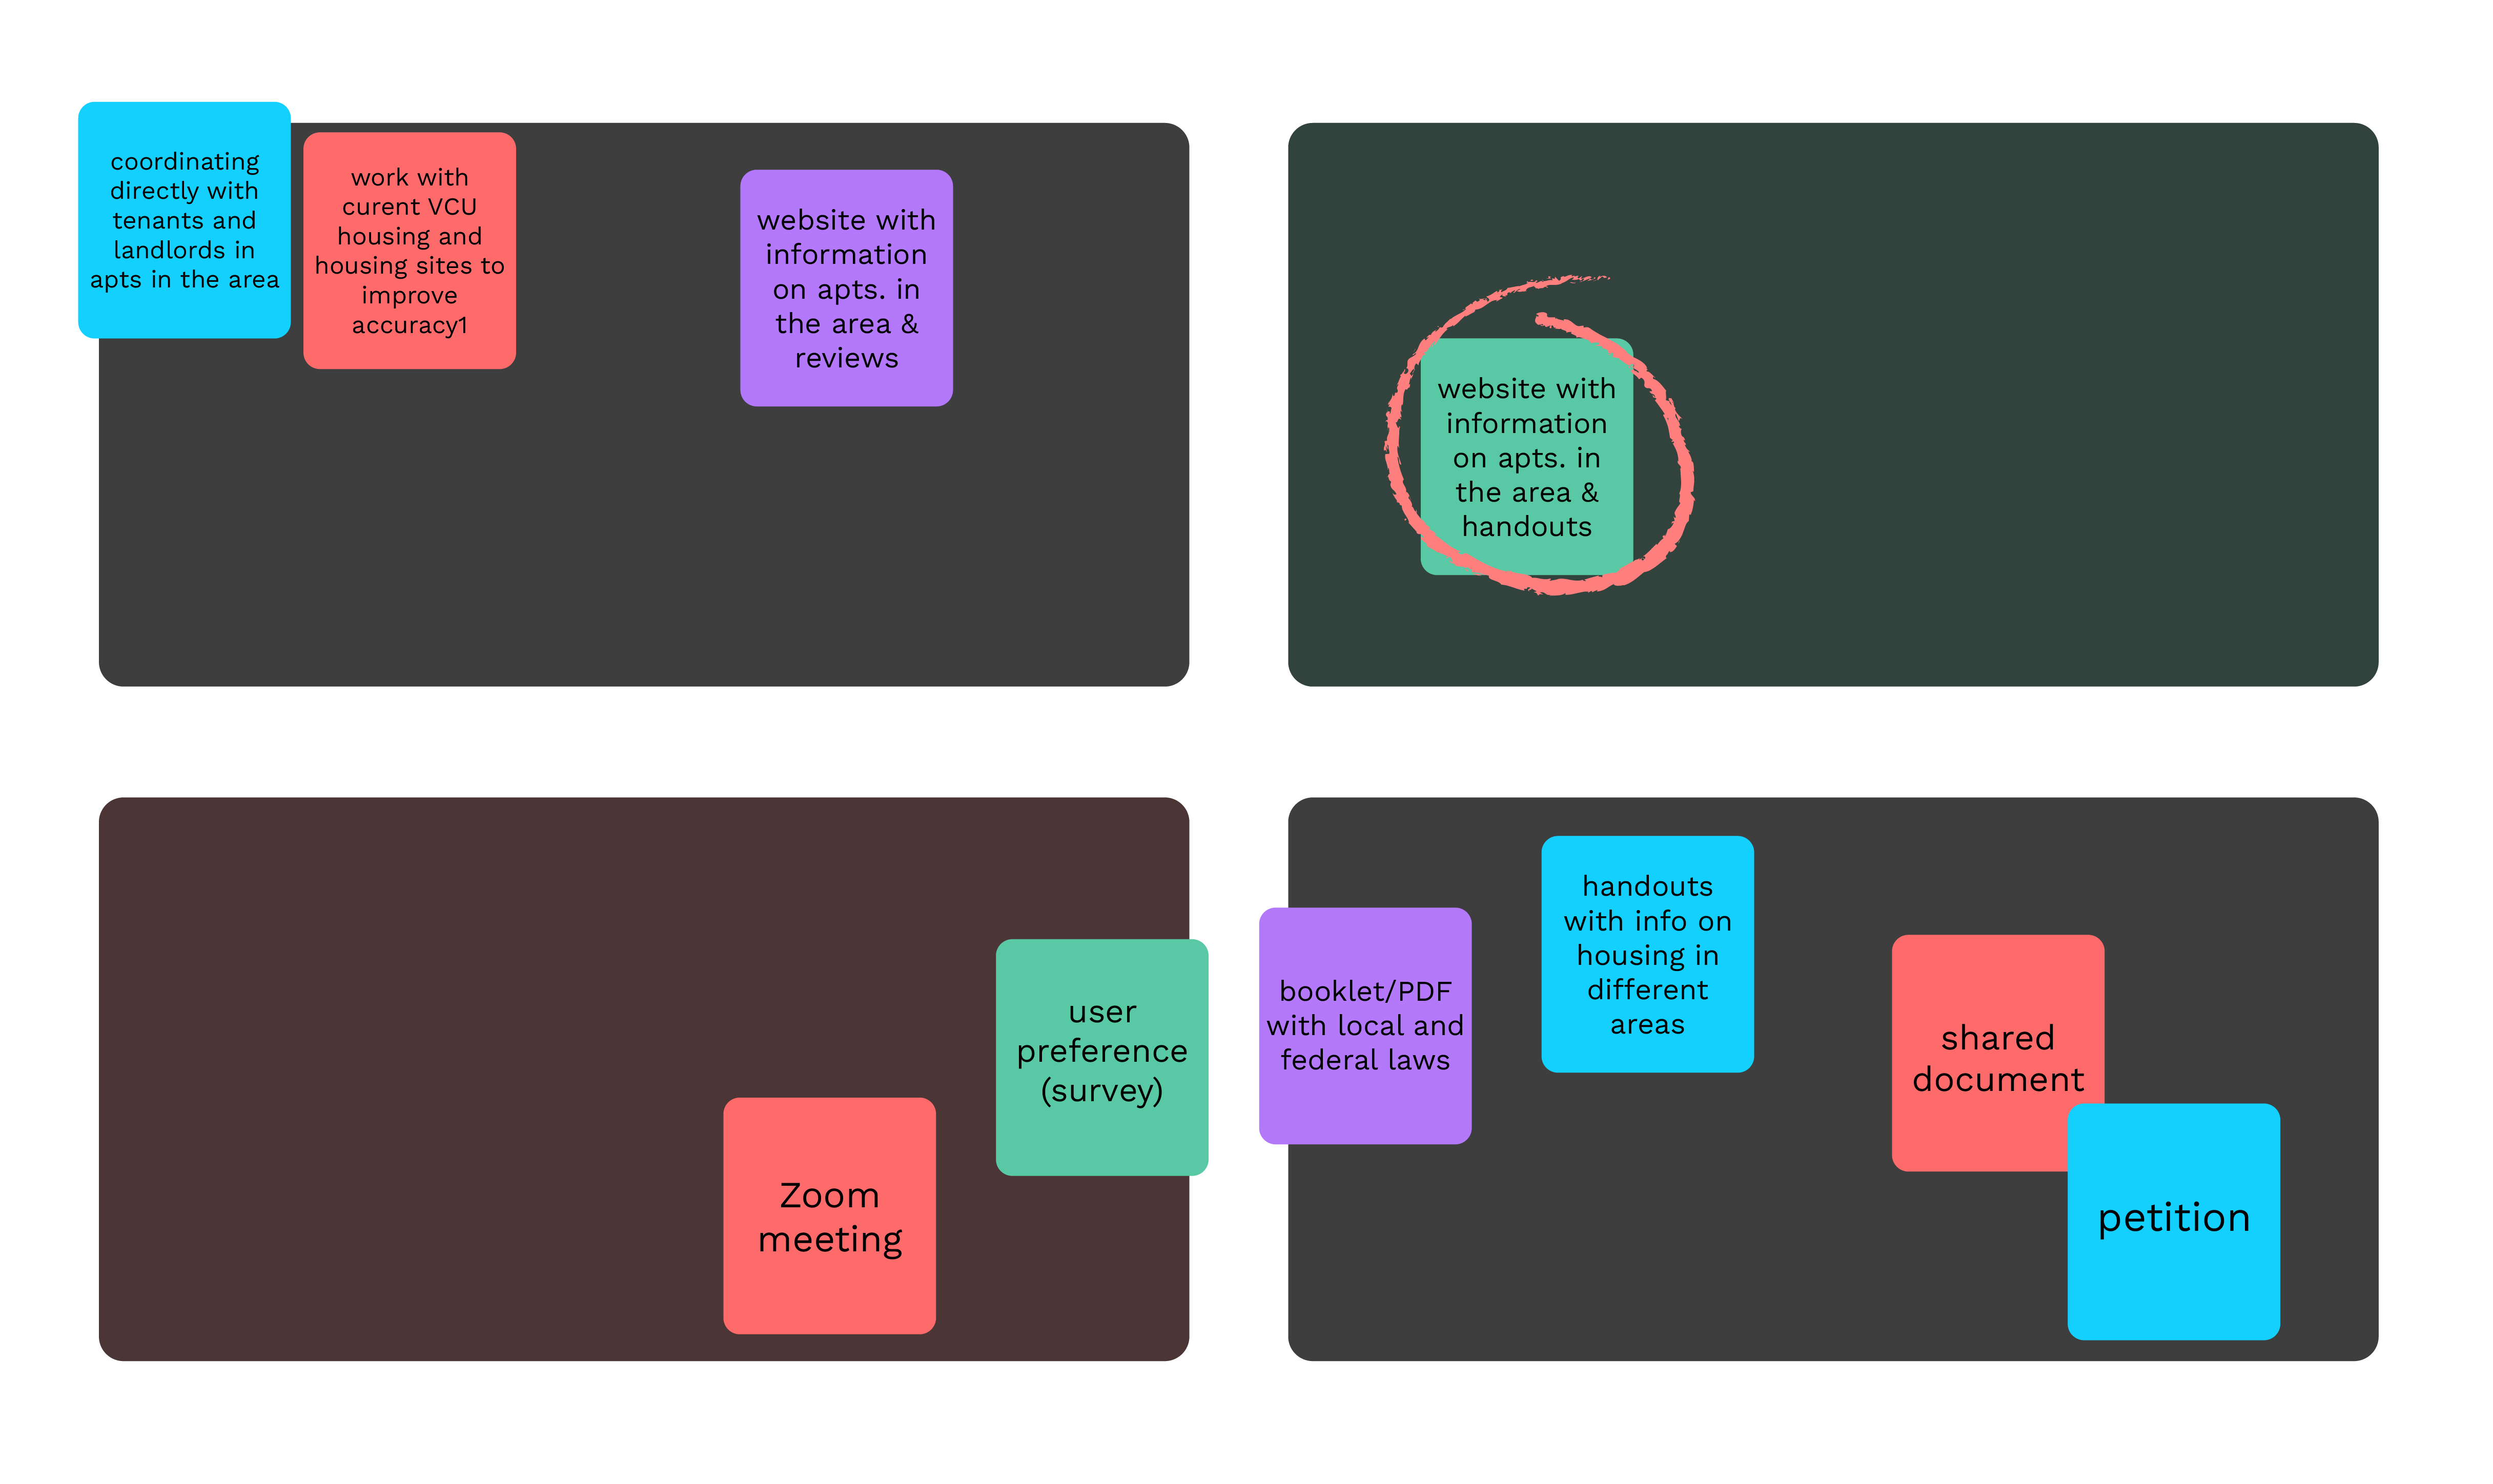 coordinating
directly with
tenants and
landlords in
apts in the area
work with
curent VCU
housing and
housing sites to
improve
accuracy1
website with
information
on apts. in
the area &
reviews
website with
information
on apts. in
the area &
handouts
user
preference
(survey)
Zoom
meeting
booklet/PDF
with local and
federal laws
handouts
with info on
housing in
different
areas
shared
document
petition